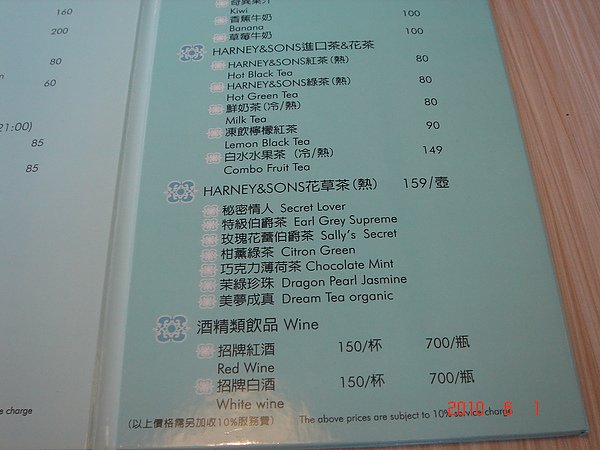 160
200
80
60
21:00)
85
85
e charge
奇異果汁
Kiwi
香蕉牛奶 100
Banana
草莓牛奶 100
HARNEY&SONS進口茶&花茶
HARNEY&SONS紅茶(熱) 80
Hot Black Tea
HARNEY&SONS綠茶(熱) 80
Hot Green Tea
鮮奶茶(冷/熱) 80
Milk Tea
凍飲檸檬紅茶 90
Lemon Black Tea
白水水果茶 (冷/熱) 149
Combo Fruit Tea
HARNEY&SONS花草茶(熱) 159/壺
秘密情人 Secret Lover
特級伯爵茶 Earl Grey Supreme
玫瑰花蕾伯爵茶 Sally's Secret
柑薰綠茶 Citron Green
巧克力薄荷茶 Chocolate Mint
茉綠珍珠 Dragon Pearl Jasmine
美夢成真 Dream Tea organic
酒精類飲品 Wine
招牌紅酒 150/杯 700/瓶
Red Wine
招牌白酒 150/杯 700/瓶
White wine
(以上價格需另加收10%服務費) The above prices are subject to 10% service charge
2010 6 1